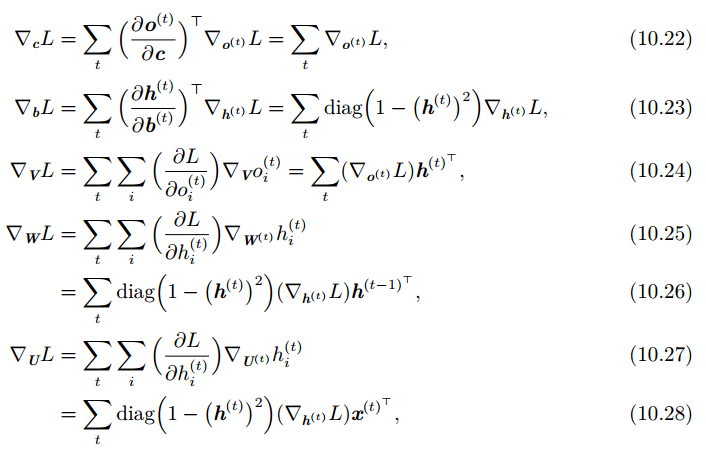 ∇_c L = ∑_t (∂o^(t)/∂c)^⊤ ∇_{o^(t)} L = ∑_t ∇_{o^(t)} L, (10.22)
∇_b L = ∑_t (∂h^(t)/∂b^(t))^⊤ ∇_{h^(t)} L = ∑_t diag(1 − (h^(t))^2) ∇_{h^(t)} L, (10.23)
∇_V L = ∑_t ∑_i (∂L/∂o_i^(t)) ∇_V o_i^(t) = ∑_t (∇_{o^(t)} L) h^(t)^⊤, (10.24)
∇_W L = ∑_t ∑_i (∂L/∂h_i^(t)) ∇_{W^(t)} h_i^(t) (10.25)
= ∑_t diag(1 − (h^(t))^2) (∇_{h^(t)} L) h^(t−1)^⊤, (10.26)
∇_U L = ∑_t ∑_i (∂L/∂h_i^(t)) ∇_{U^(t)} h_i^(t) (10.27)
= ∑_t diag(1 − (h^(t))^2) (∇_{h^(t)} L) x^(t)^⊤, (10.28)